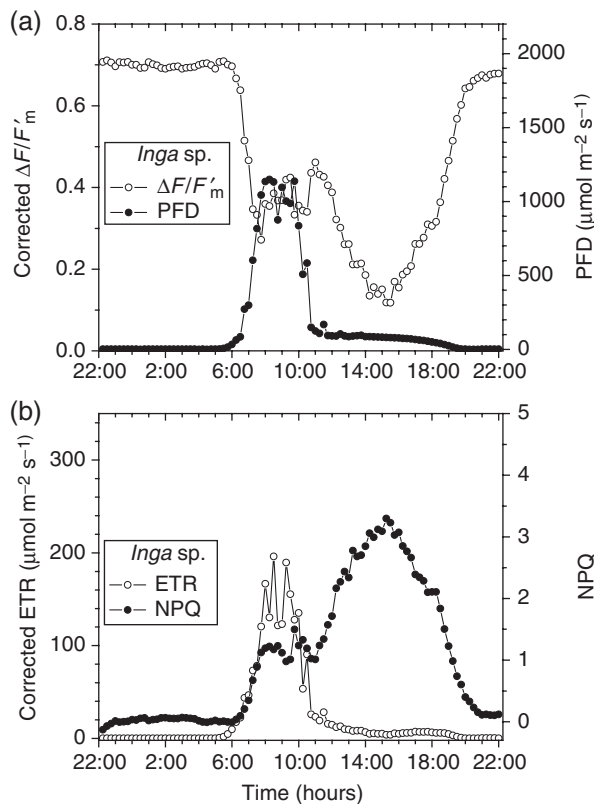 (a)
0.8
0.6
0.4
0.2
0.0
Corrected ΔF/F′m
2000
1500
1000
500
0
PFD (μmol m−2 s−1)
Inga sp.
ΔF/F′m
PFD
22:00 2:00 6:00 10:00 14:00 18:00 22:00
(b)
300
200
100
0
Corrected ETR (μmol m−2 s−1)
5
4
3
2
1
0
NPQ
Inga sp.
ETR
NPQ
22:00 2:00 6:00 10:00 14:00 18:00 22:00
Time (hours)